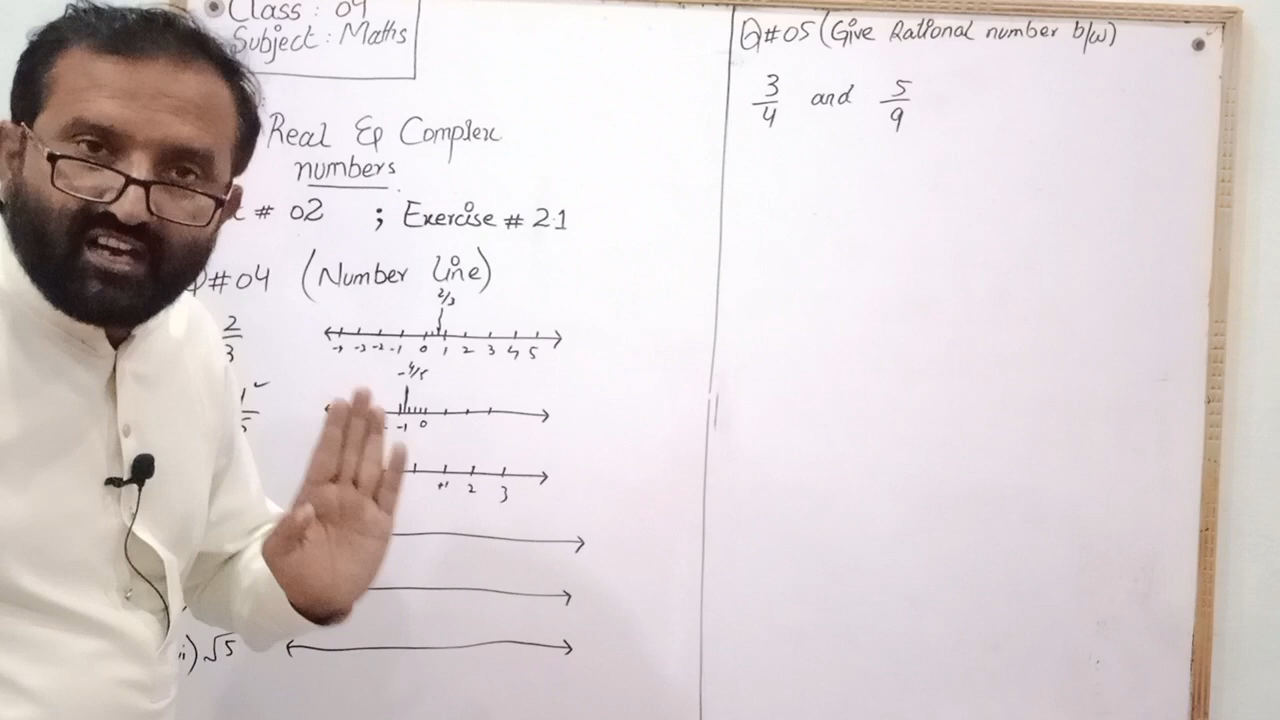 Class : 09
Subject : Maths
Real & Complex
numbers
# 02 ; Exercise # 2.1
Q#04 (Number line)
2/3
2/3
-3 -2 -1 0 1 2 3 4 5
-4/5
5
-1 0
+1 2 3
ii) √5
Q#05 (Give Rational number b/w)
3/4 and 5/9